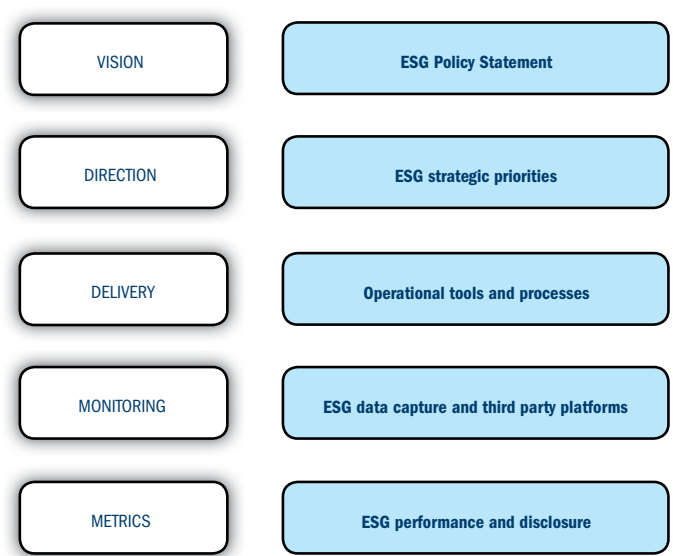 VISION
ESG Policy Statement
DIRECTION
ESG strategic priorities
DELIVERY
Operational tools and processes
MONITORING
ESG data capture and third party platforms
METRICS
ESG performance and disclosure